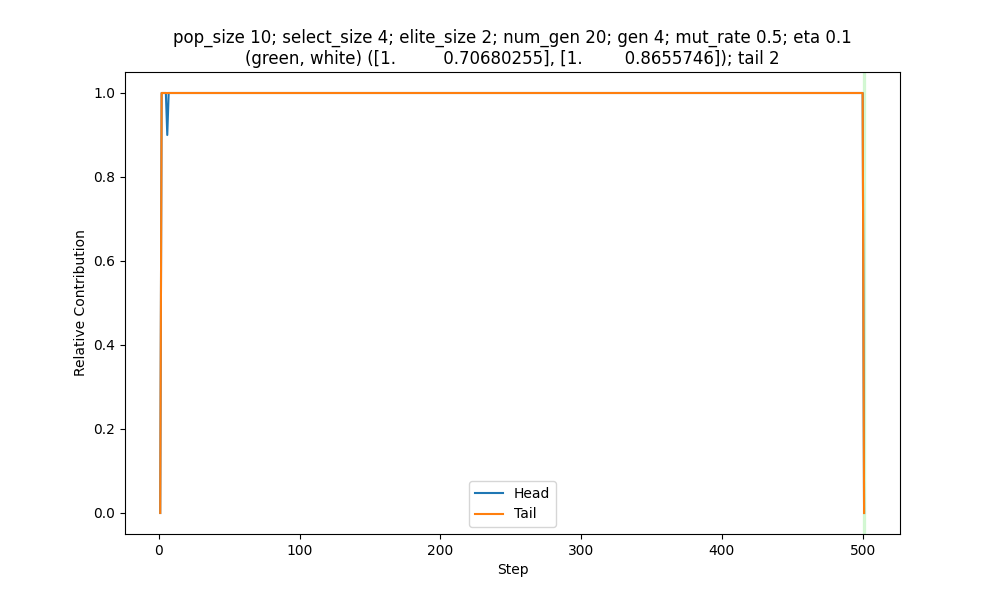 pop_size 10; select_size 4; elite_size 2; num_gen 20; gen 4; mut_rate 0.5; eta 0.1
(green, white) ([1.         0.70680255], [1.        0.8655746]); tail 2
1.0
0.8
0.6
0.4
0.2
0.0
Relative Contribution
Head
Tail
0
100
200
300
400
500
Step